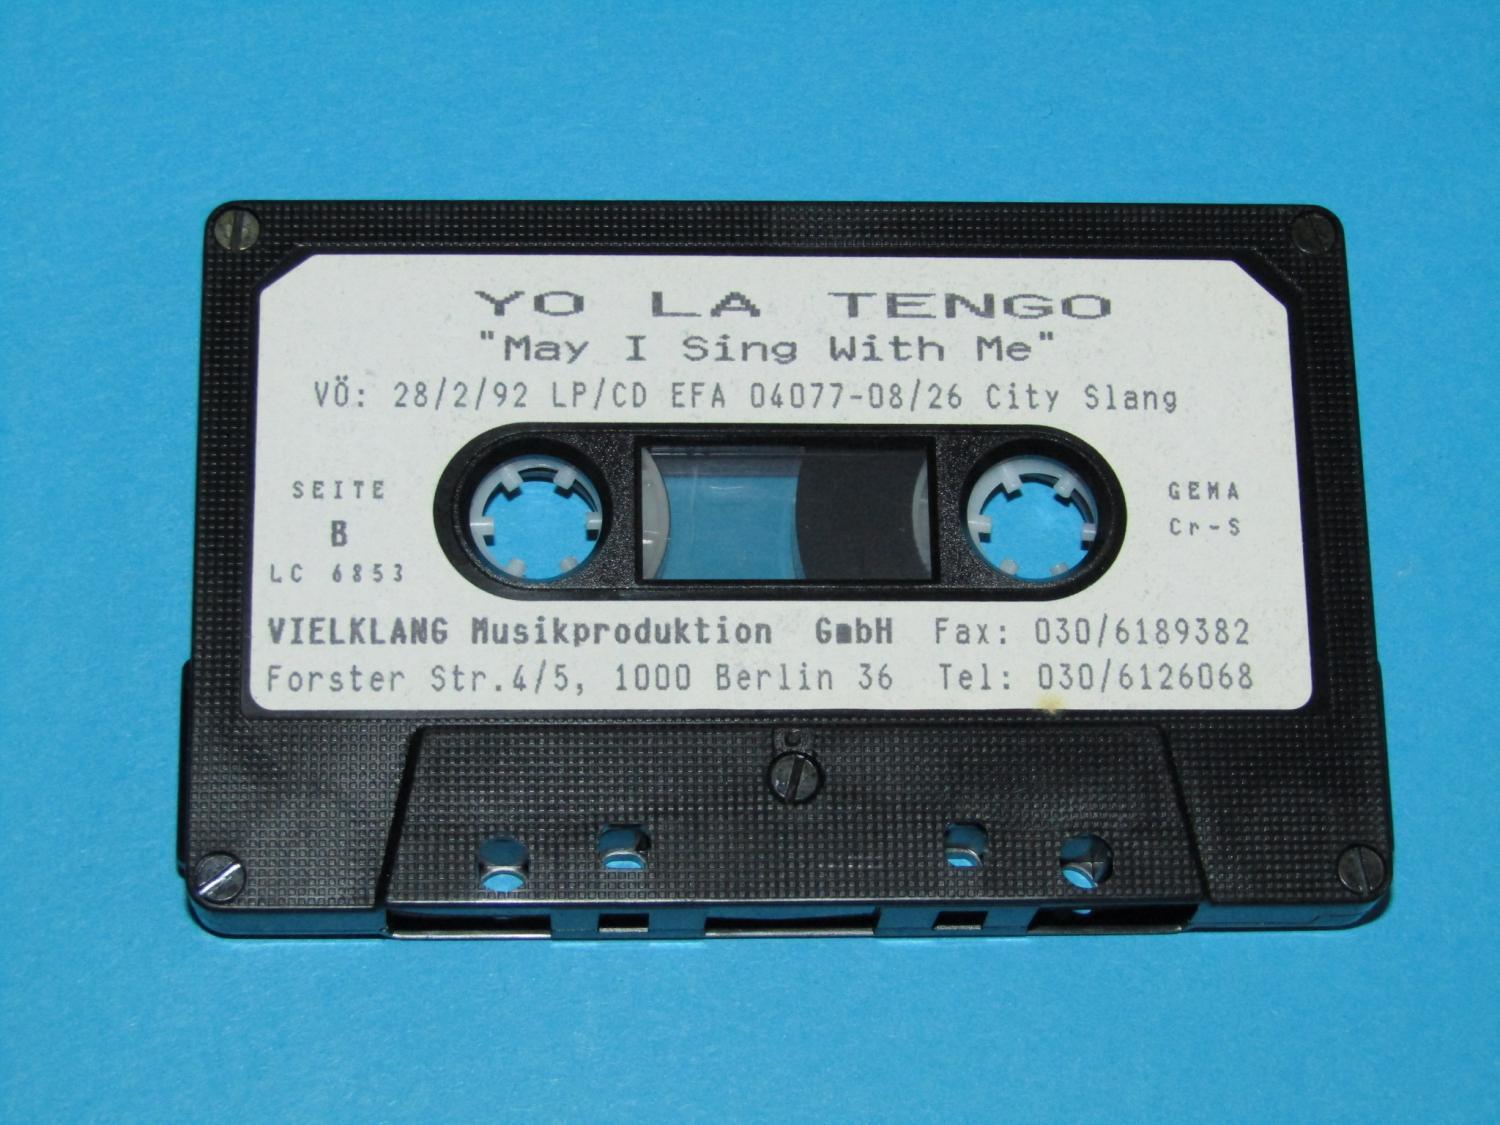 YO LA TENGO
"May I Sing With Me"
VÖ: 28/2/92 LP/CD EFA 04077-08/26 City Slang
SEITE
B
LC 6853
GEMA
Cr-S
VIELKLANG Musikproduktion GmbH Fax: 030/6189382
Forster Str.4/5, 1000 Berlin 36 Tel: 030/6126068